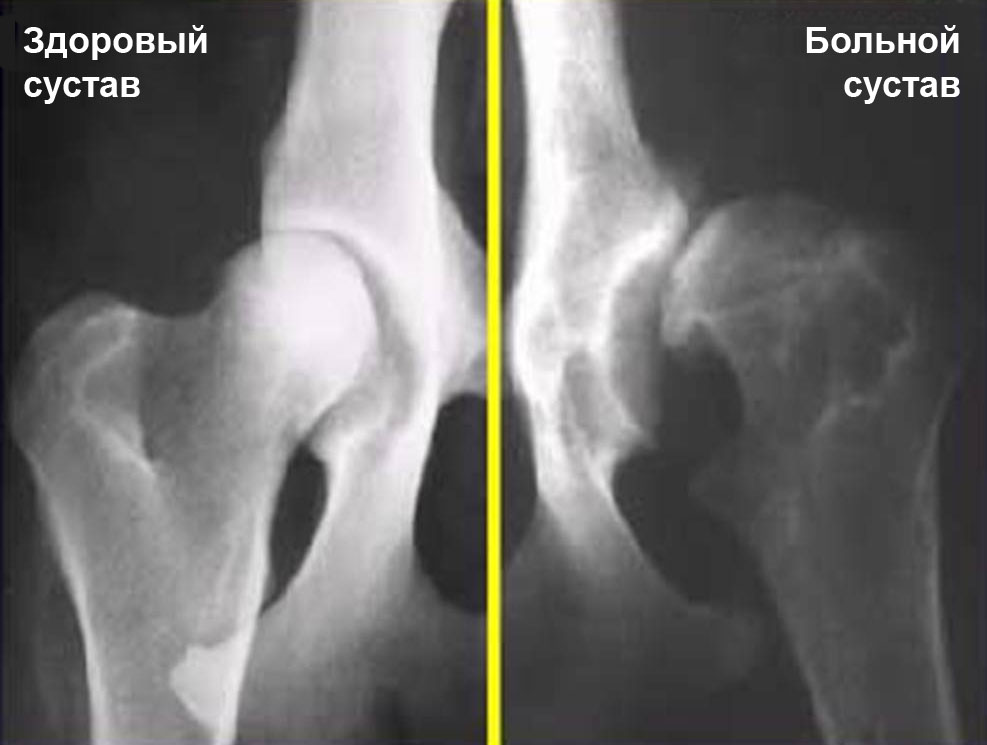 Здоровый
сустав
Больной
сустав